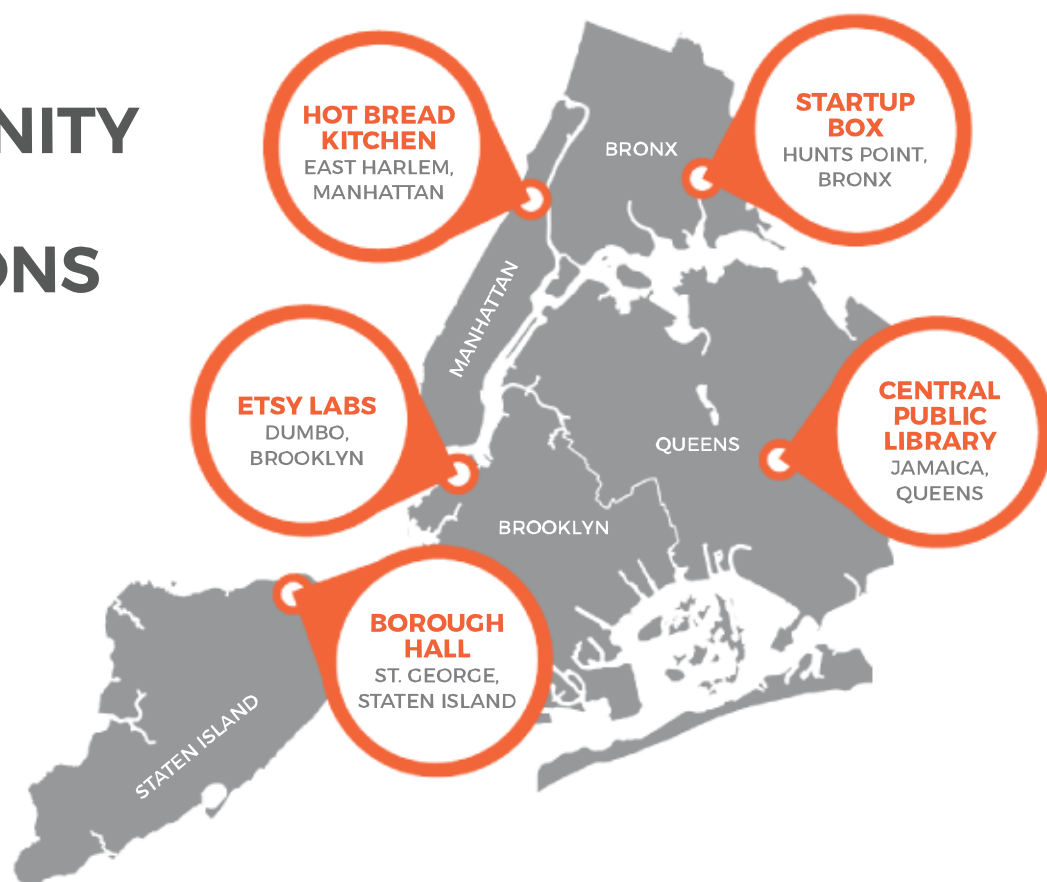 NITY
ONS
HOT BREAD
KITCHEN
EAST HARLEM,
MANHATTAN
STARTUP
BOX
HUNTS POINT,
BRONX
BRONX
MANHATTAN
ETSY LABS
DUMBO,
BROOKLYN
CENTRAL
PUBLIC
LIBRARY
JAMAICA,
QUEENS
QUEENS
BROOKLYN
BOROUGH
HALL
ST. GEORGE,
STATEN ISLAND
STATEN ISLAND